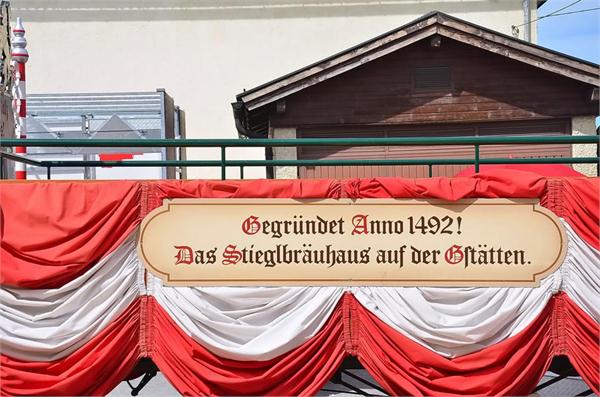 Gegründet Anno 1492!
Das Stieglbräuhaus auf der Gstätten.